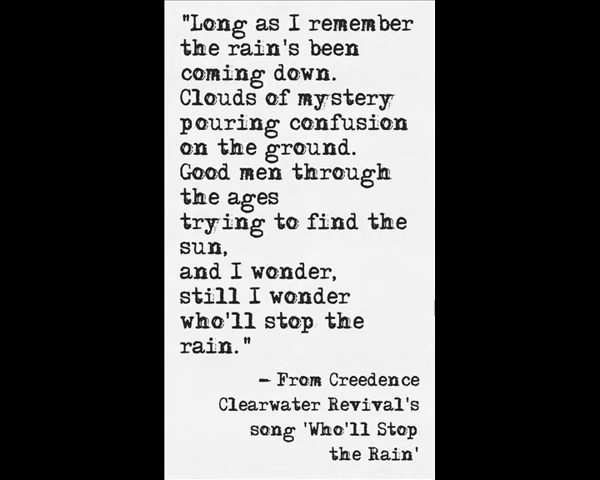 "Long as I remember
the rain's been
coming down.
Clouds of mystery
pouring confusion
on the ground.
Good men through
the ages
trying to find the
sun,
and I wonder,
still I wonder
who'll stop the
rain."
– From Creedence
Clearwater Revival's
song 'Who'll Stop
the Rain'